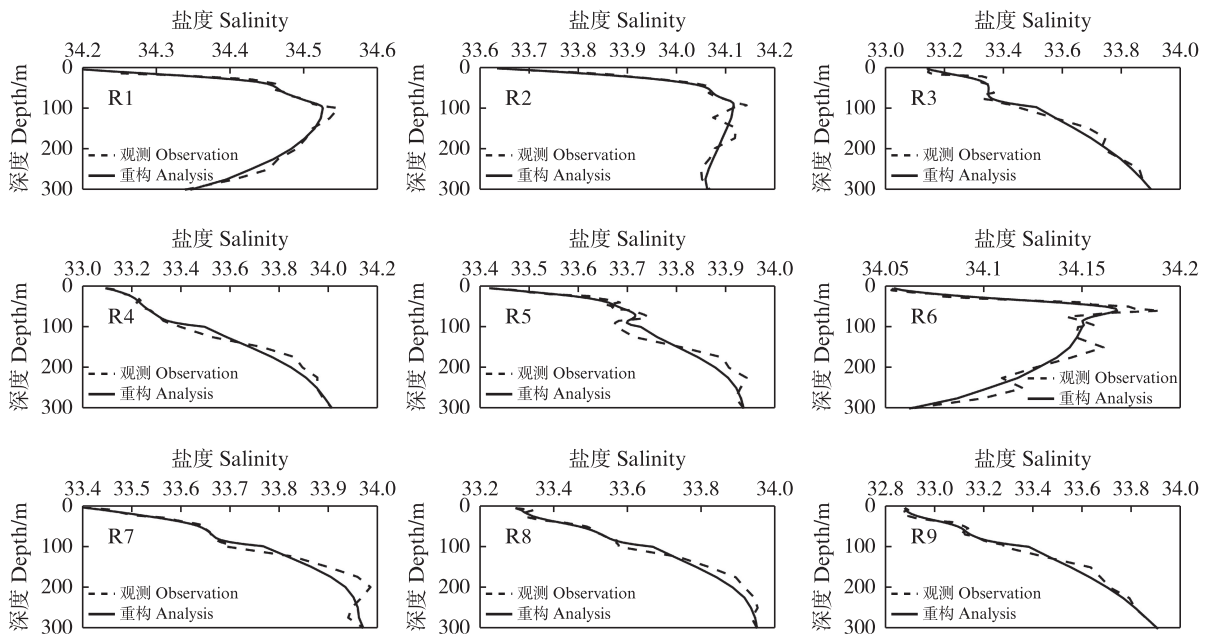 盐度 Salinity
34.2 34.3 34.4 34.5 34.6
深度 Depth/m
0
100
200
300
R1
观测 Observation
重构 Analysis
盐度 Salinity
33.6 33.7 33.8 33.9 34.0 34.1 34.2
深度 Depth/m
0
100
200
300
R2
观测 Observation
重构 Analysis
盐度 Salinity
33.0 33.2 33.4 33.6 33.8 34.0
深度 Depth/m
0
100
200
300
R3
观测 Observation
重构 Analysis
盐度 Salinity
33.0 33.2 33.4 33.6 33.8 34.0 34.2
深度 Depth/m
0
100
200
300
R4
观测 Observation
重构 Analysis
盐度 Salinity
33.4 33.5 33.6 33.7 33.8 33.9 34.0
深度 Depth/m
0
100
200
300
R5
观测 Observation
重构 Analysis
盐度 Salinity
34.05 34.1 34.15 34.2
深度 Depth/m
0
100
200
300
R6
观测 Observation
重构 Analysis
盐度 Salinity
33.4 33.5 33.6 33.7 33.8 33.9 34.0
深度 Depth/m
0
100
200
300
R7
观测 Observation
重构 Analysis
盐度 Salinity
33.2 33.4 33.6 33.8 34.0
深度 Depth/m
0
100
200
300
R8
观测 Observation
重构 Analysis
盐度 Salinity
32.8 33.0 33.2 33.6 33.8 34.0
深度 Depth/m
0
100
200
300
R9
观测 Observation
重构 Analysis